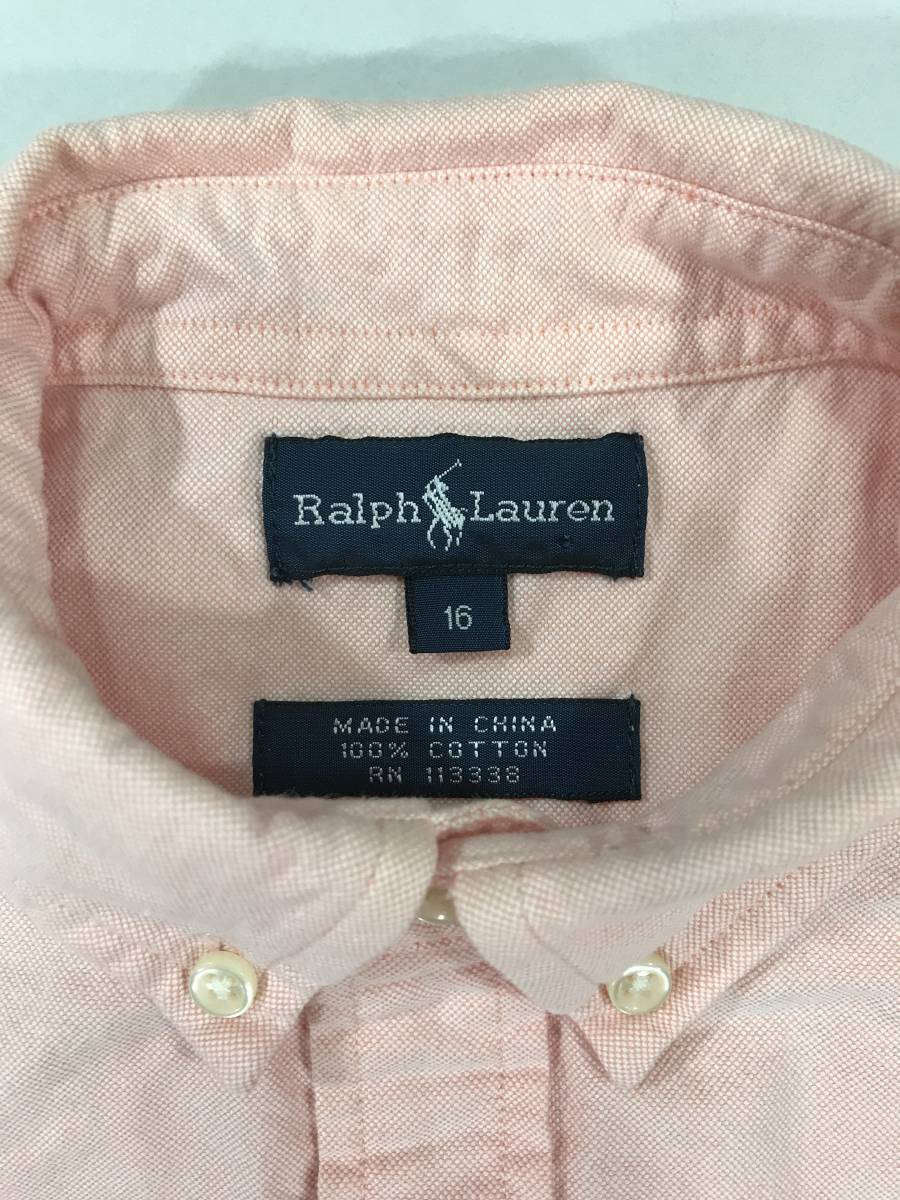 Ralph Lauren
16
MADE IN CHINA
100% COTTON
RN 113338